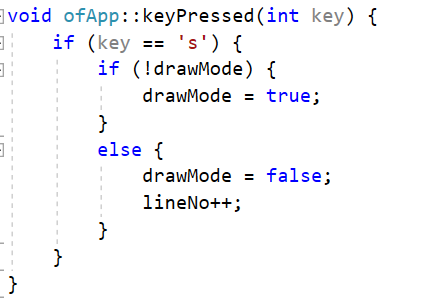 void ofApp::keyPressed(int key) {
    if (key == 's') {
        if (!drawMode) {
            drawMode = true;
        }
        else {
            drawMode = false;
            lineNo++;
        }
    }
}